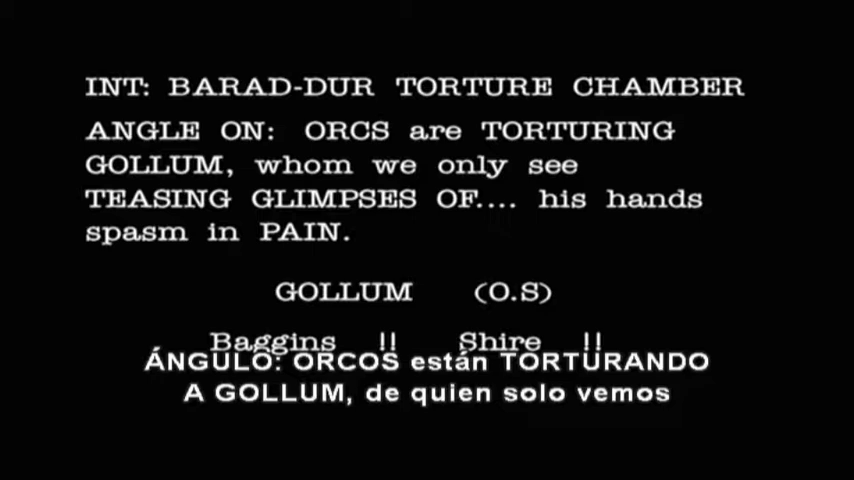 INT: BARAD-DUR TORTURE CHAMBER
ANGLE ON: ORCS are TORTURING
GOLLUM, whom we only see
TEASING GLIMPSES OF.... his hands
spasm in PAIN.
GOLLUM (O.S)
Baggins !! Shire !!
ÁNGULO: ORCOS están TORTURANDO
A GOLLUM, de quien solo vemos